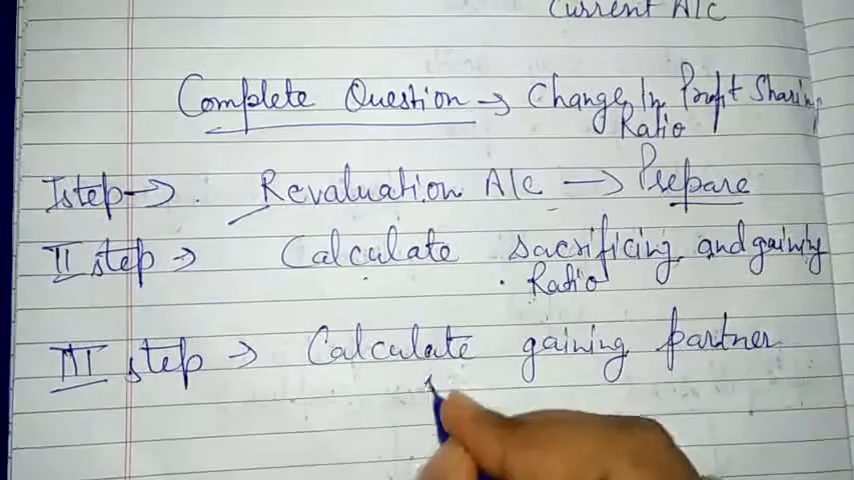 Current A/c
Complete Question → Change In Profit Sharing
Ratio
I step → . Revaluation A/c → Prepare
II step → Calculate sacrificing and gaining
Ratio
III step → Calculate gaining partner